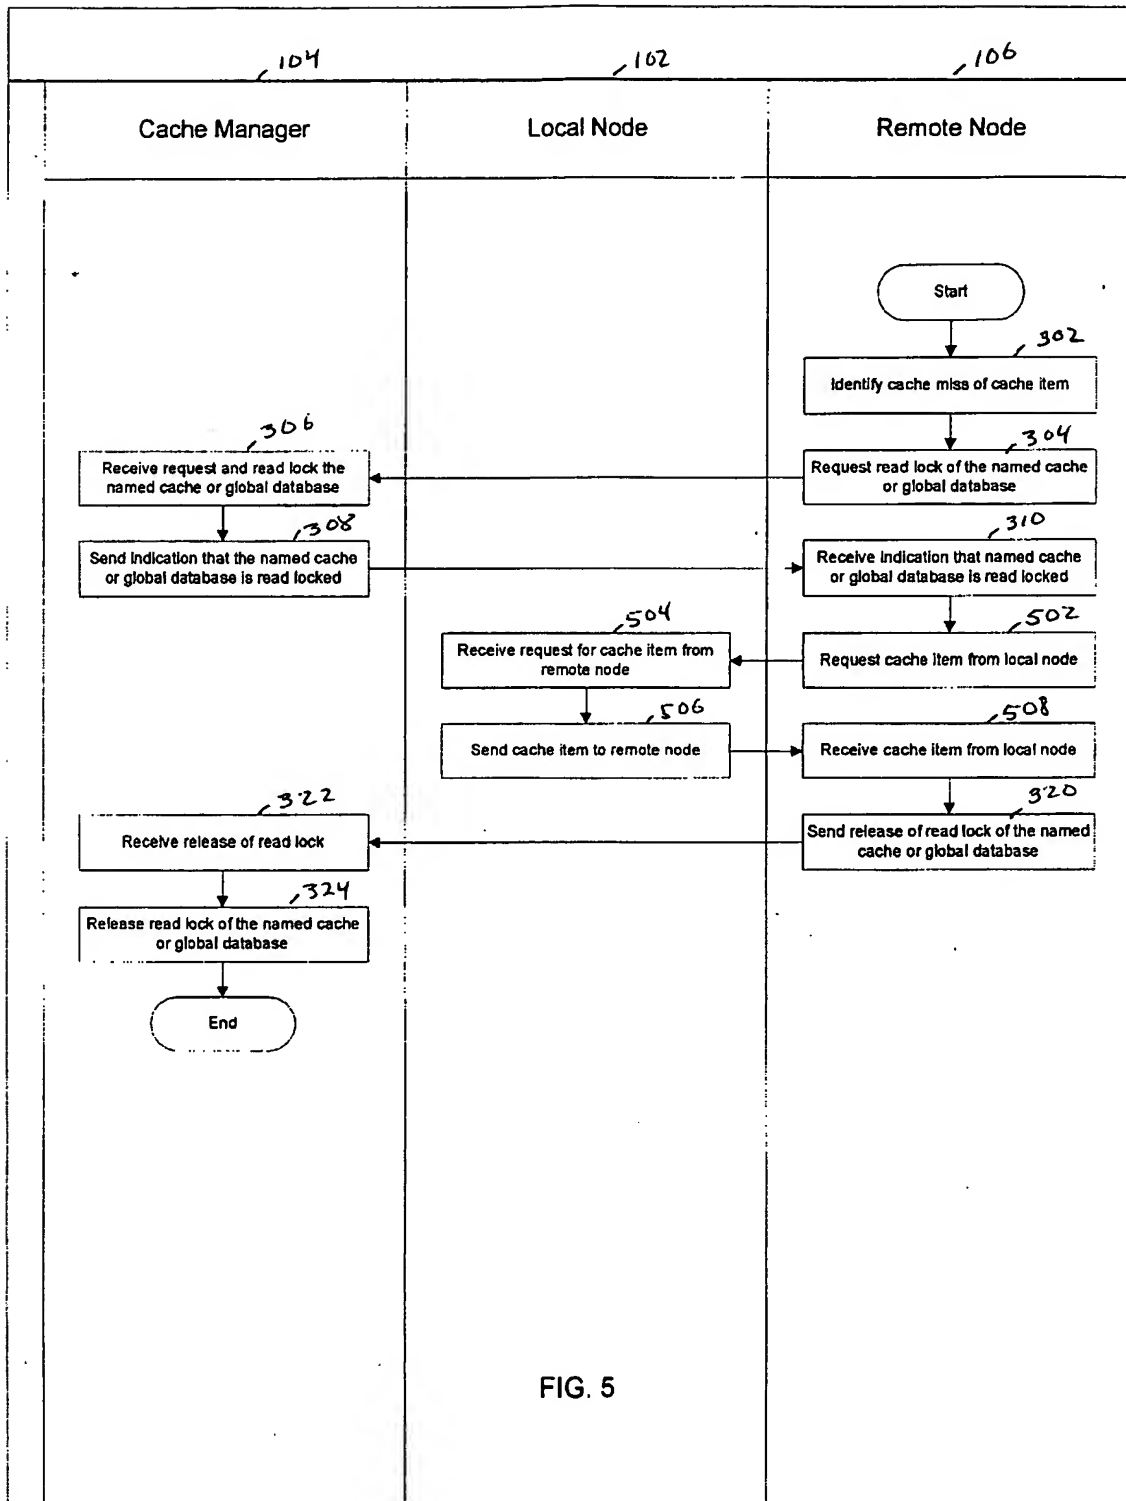 104
102
106
Cache Manager
Local Node
Remote Node
Start
302
Identify cache miss of cache item
306
304
Receive request and read lock the
named cache or global database
Request read lock of the named cache
or global database
308
310
Send indication that the named cache
or global database is read locked
Receive indication that named cache
or global database is read locked
504
502
Receive request for cache item from
remote node
Request cache item from local node
506
508
Send cache item to remote node
Receive cache item from local node
322
320
Receive release of read lock
Send release of read lock of the named
cache or global database
324
Release read lock of the named cache
or global database
End
FIG. 5